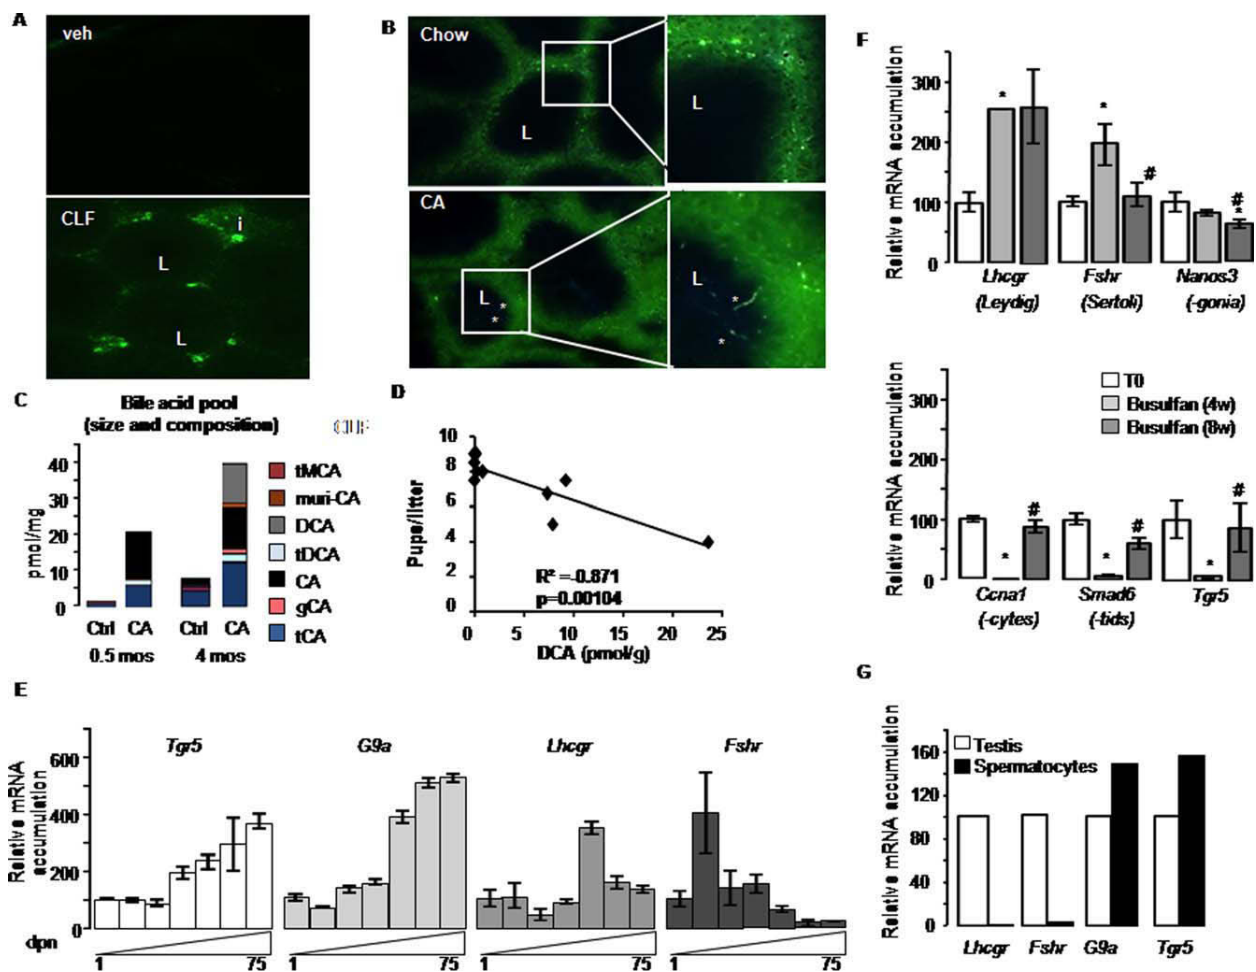 A
veh
CLF
i
L
L
B
Chow
L
L
CA
L
*
*
L
*
*
C
Bile acid pool
(size and composition)
pmol/mg
40
30
20
10
0
Ctrl CA Ctrl CA
0.5 mos 4 mos
tMCA
muri-CA
DCA
tDCA
CA
gCA
tCA
D
Pups/litter
10
8
6
4
2
0
R² =-0.871
p=0.00104
0 5 10 15 20 25
DCA (pmol/g)
E
Relative mRNA
accumulation
600
400
200
0
Tgr5 G9a Lhcgr Fshr
dpn
1 75 1 75 1 75 1 75
F
Relative mRNA accumulation
300
200
100
0
* * # # *
Lhcgr Fshr Nanos3
(Leydig) (Sertoli) (-gonia)
Relative mRNA accumulation
300
200
100
0
T0
Busulfan (4w)
Busulfan (8w)
* # * # * #
Ccna1 Smad6 Tgr5
(-cytes) (-tids)
G
Relative mRNA accumulation
160
120
80
40
0
Testis
Spermatocytes
Lhcgr Fshr G9a Tgr5